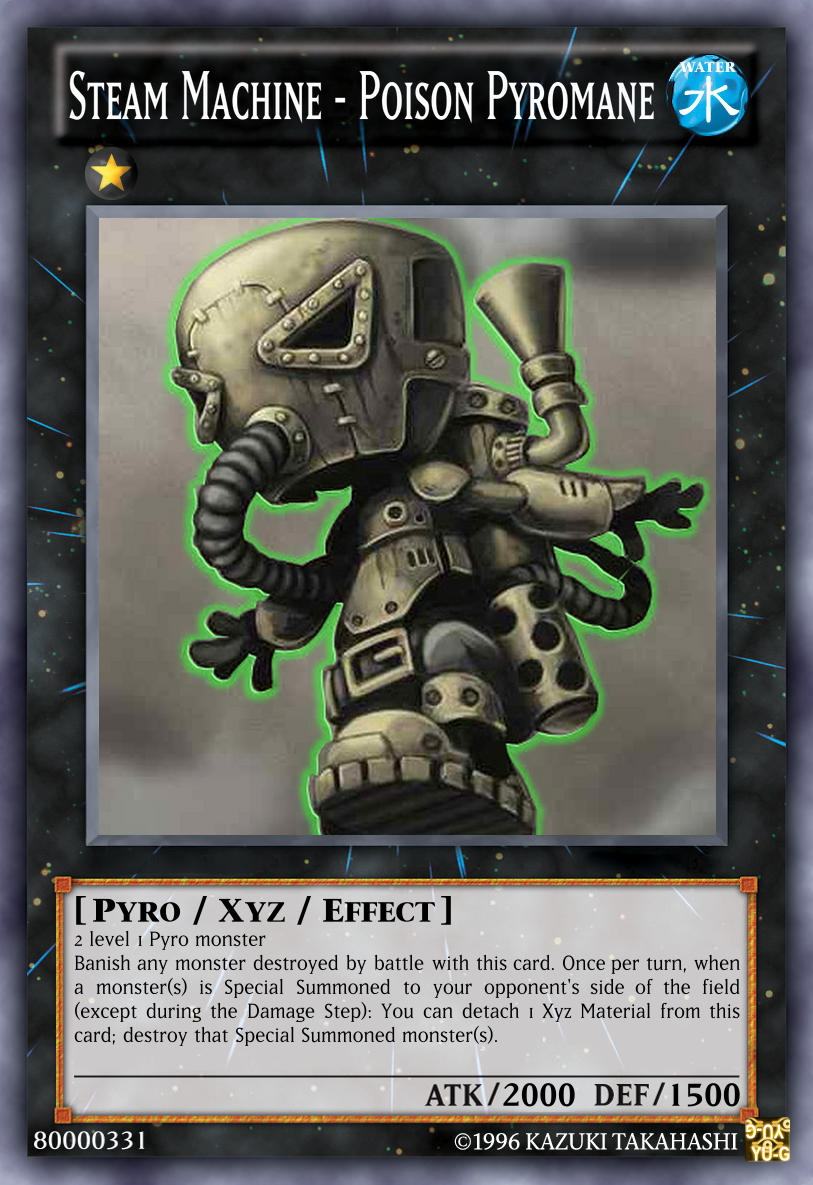 STEAM MACHINE - POISON PYROMANE
WATER
水
[ PYRO / XYZ / EFFECT ]
2 level 1 Pyro monster
Banish any monster destroyed by battle with this card. Once per turn, when
a monster(s) is Special Summoned to your opponent's side of the field
(except during the Damage Step): You can detach 1 Xyz Material from this
card; destroy that Special Summoned monster(s).
ATK/2000 DEF/1500
80000331
©1996 KAZUKI TAKAHASHI